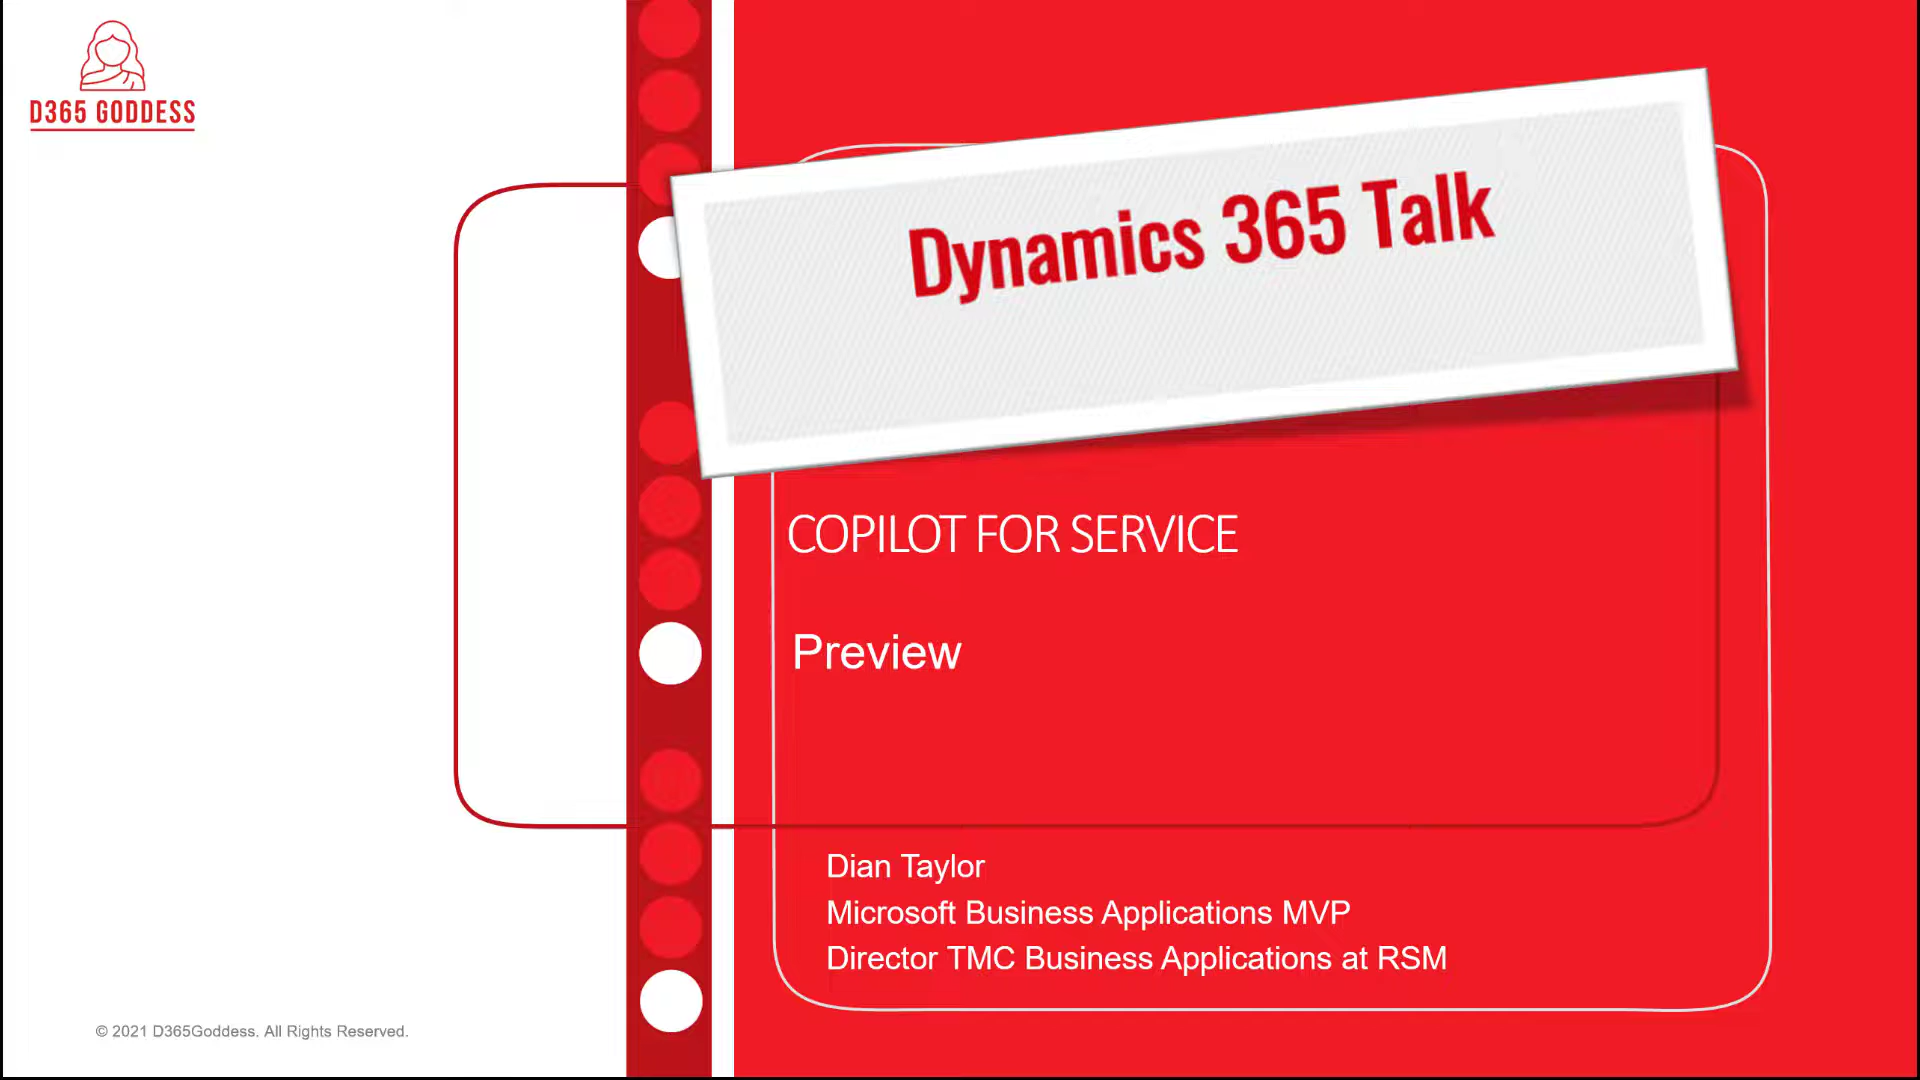 D365 GODDESS
Dynamics 365 Talk
COPILOT FOR SERVICE
Preview
Dian Taylor
Microsoft Business Applications MVP
Director TMC Business Applications at RSM
© 2021 D365Goddess. All Rights Reserved.